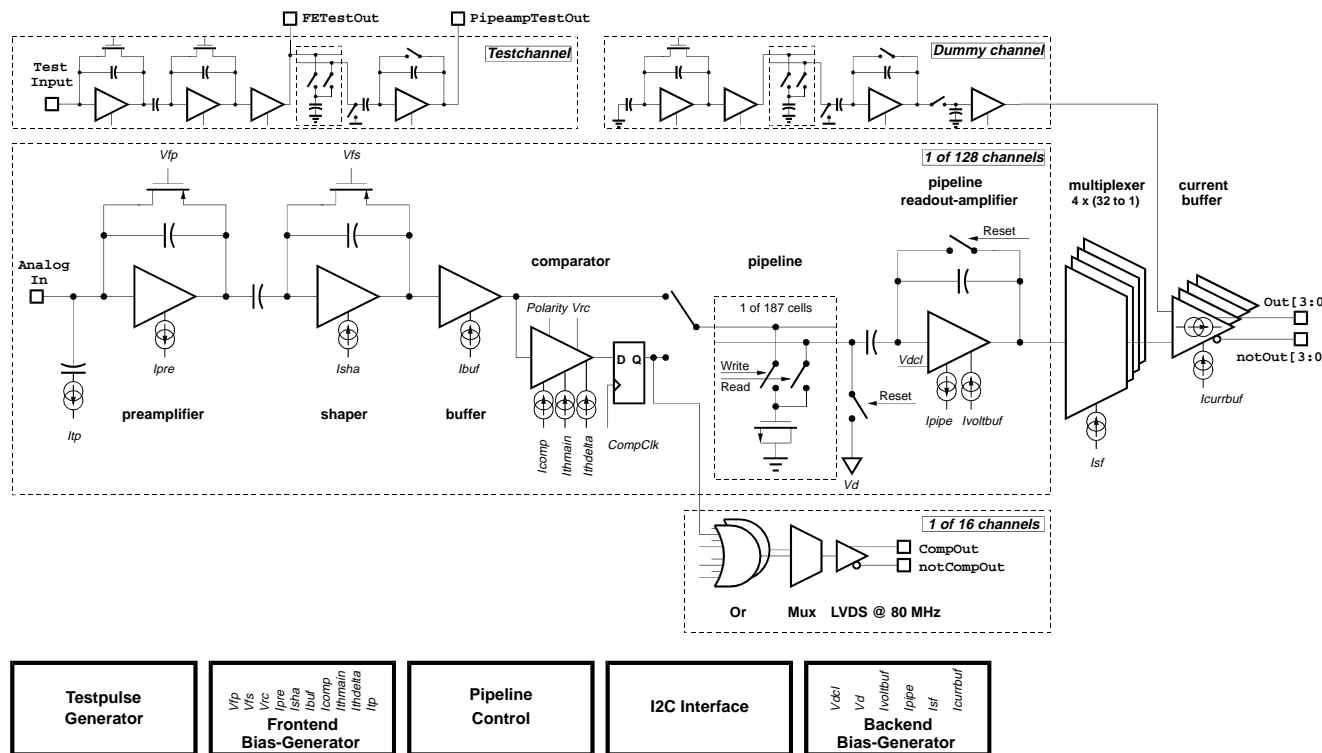 FETestOut
PipeampTestOut
Testchannel
Test
Input
Dummy channel
1 of 128 channels
Vfp
Vfs
pipeline
readout-amplifier
multiplexer
4 x (32 to 1)
current
buffer
Reset
Analog
In
comparator
pipeline
Polarity Vrc
1 of 187 cells
Out[3:0
notOut[3:0
D Q
Vdcl
Write
Read
Reset
Ipre
Isha
Ibuf
Ipipe
Ivoltbuf
Icurrbuf
Itp
preamplifier
shaper
buffer
Icomp
Ithmain
Ithdelta
CompClk
Vd
Isf
1 of 16 channels
CompOut
notCompOut
Or
Mux
LVDS @ 80 MHz
Testpulse
Generator
Vfp
Vfs
Vrc
Ipre
Isha
Ibuf
Icomp
Ithmain
Ithdelta
Itp
Frontend
Bias-Generator
Pipeline
Control
I2C Interface
Vdcl
Vd
Ivoltbuf
Ipipe
Isf
Icurrbuf
Backend
Bias-Generator